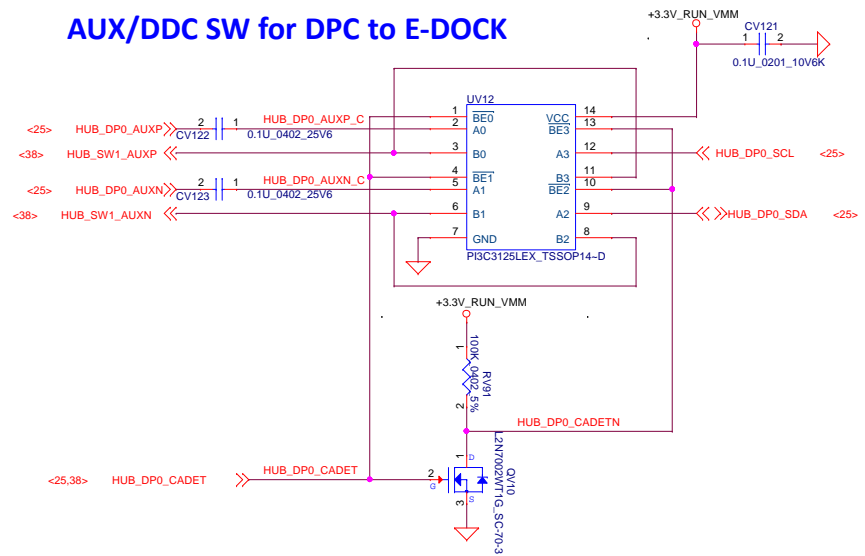 AUX/DDC SW for DPC to E-DOCK
+3.3V_RUN_VMM
CV121
1 2
0.1U_0201_10V6K
UV12
<25> HUB_DP0_AUXP 2 1 HUB_DP0_AUXP_C
CV122 0.1U_0402_25V6
<38> HUB_SW1_AUXP
<25> HUB_DP0_AUXN 2 1 HUB_DP0_AUXN_C
CV123 0.1U_0402_25V6
<38> HUB_SW1_AUXN
1 BE0 VCC 14
2 A0 BE3 13
3 B0 A3 12 HUB_DP0_SCL <25>
4 BE1 B3 11
5 A1 BE2 10
6 B1 A2 9 HUB_DP0_SDA <25>
7 GND B2 8
PI3C3125LEX_TSSOP14~D
+3.3V_RUN_VMM
1
100K_0402_5%
RV91
2
HUB_DP0_CADETN
<25,38> HUB_DP0_CADET HUB_DP0_CADET
1 D
2 G
3 S
QV10
L2N7002WT1G_SC-70-3